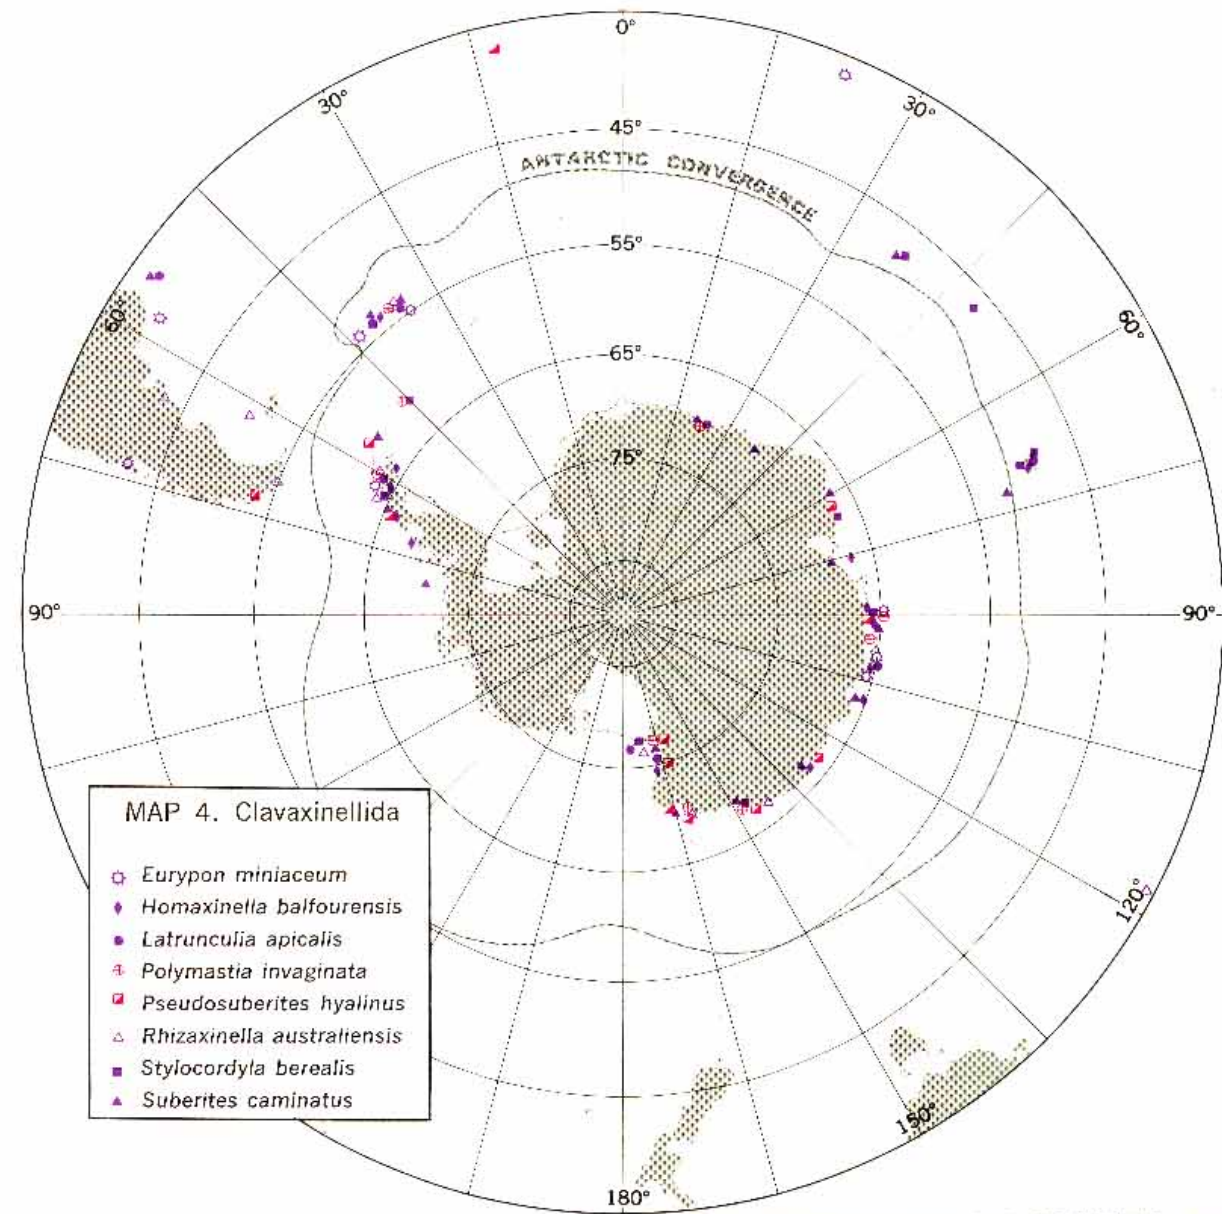 0°
30°
30°
45°
ANTARCTIC CONVERGENCE
55°
60°
60°
65°
75°
90°
90°
MAP 4. Clavaxinellida
Eurypon miniaceum
Homaxinella balfourensis
Latrunculia apicalis
Polymastia invaginata
Pseudosuberites hyalinus
Rhizaxinella australiensis
Stylocordyla berealis
Suberites caminatus
120°
150°
180°